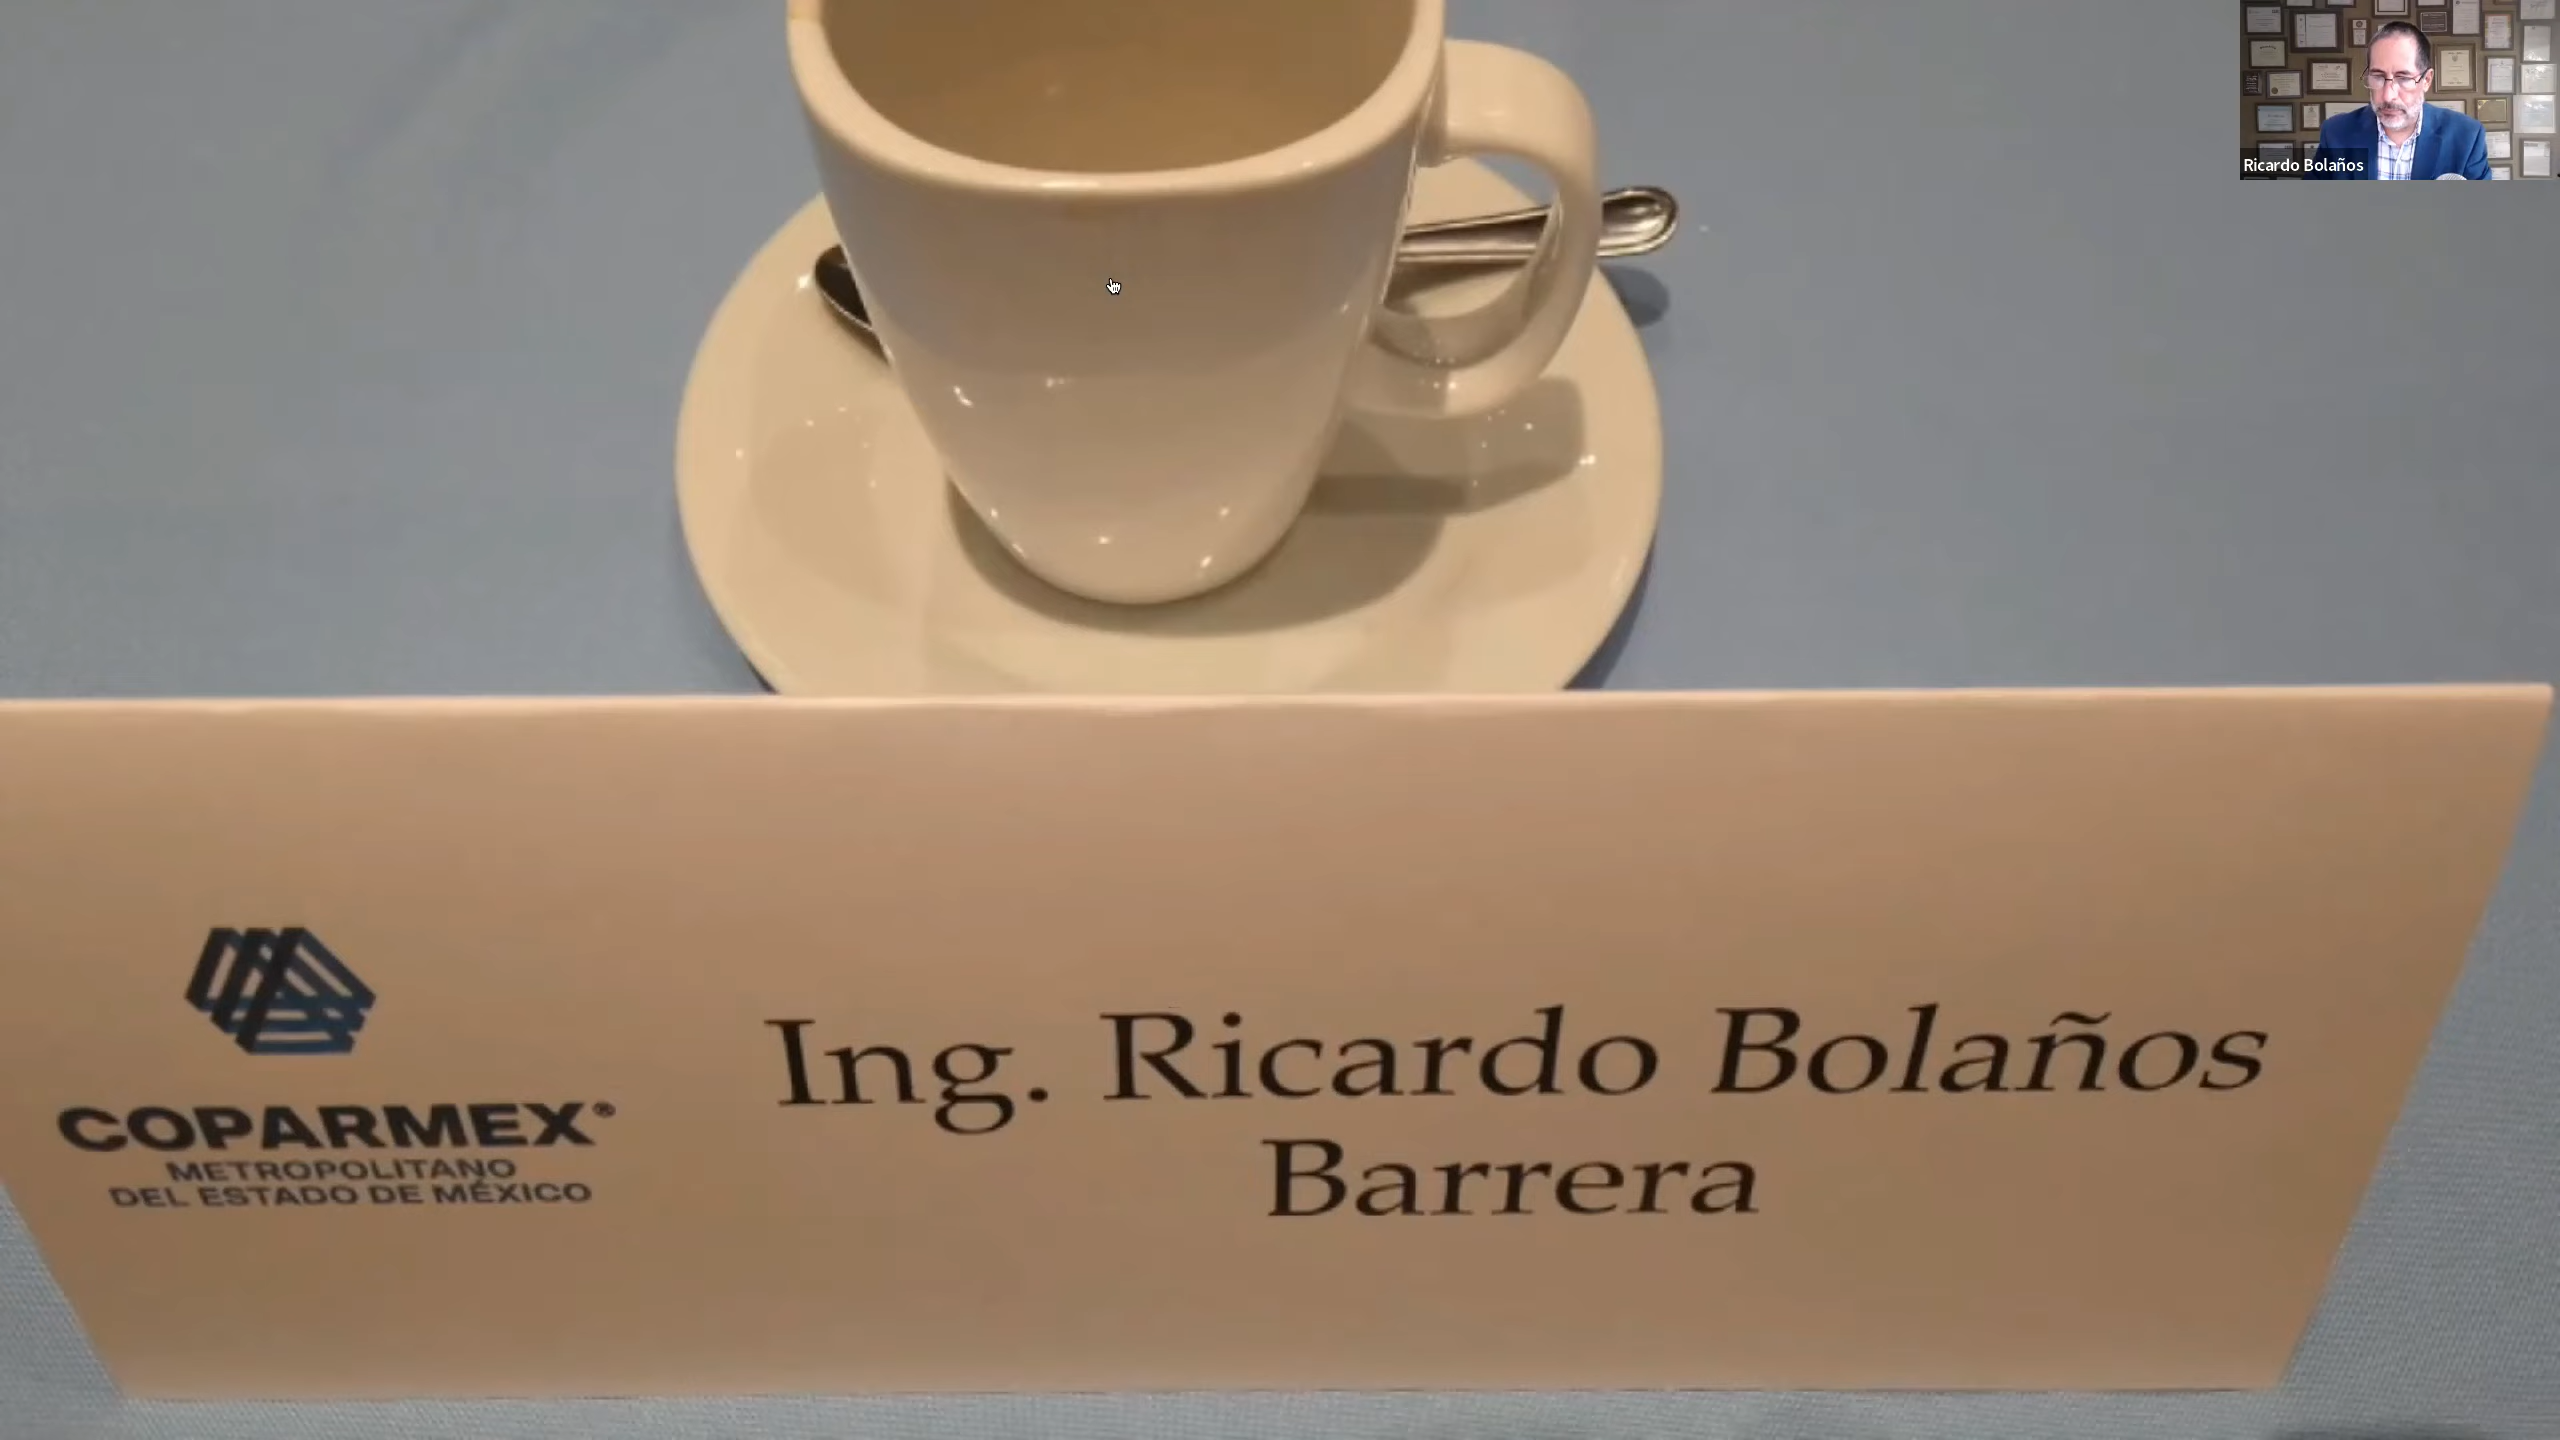 Ricardo Bolaños
COPARMEX®
METROPOLITANO
DEL ESTADO DE MÉXICO
Ing. Ricardo Bolaños
Barrera